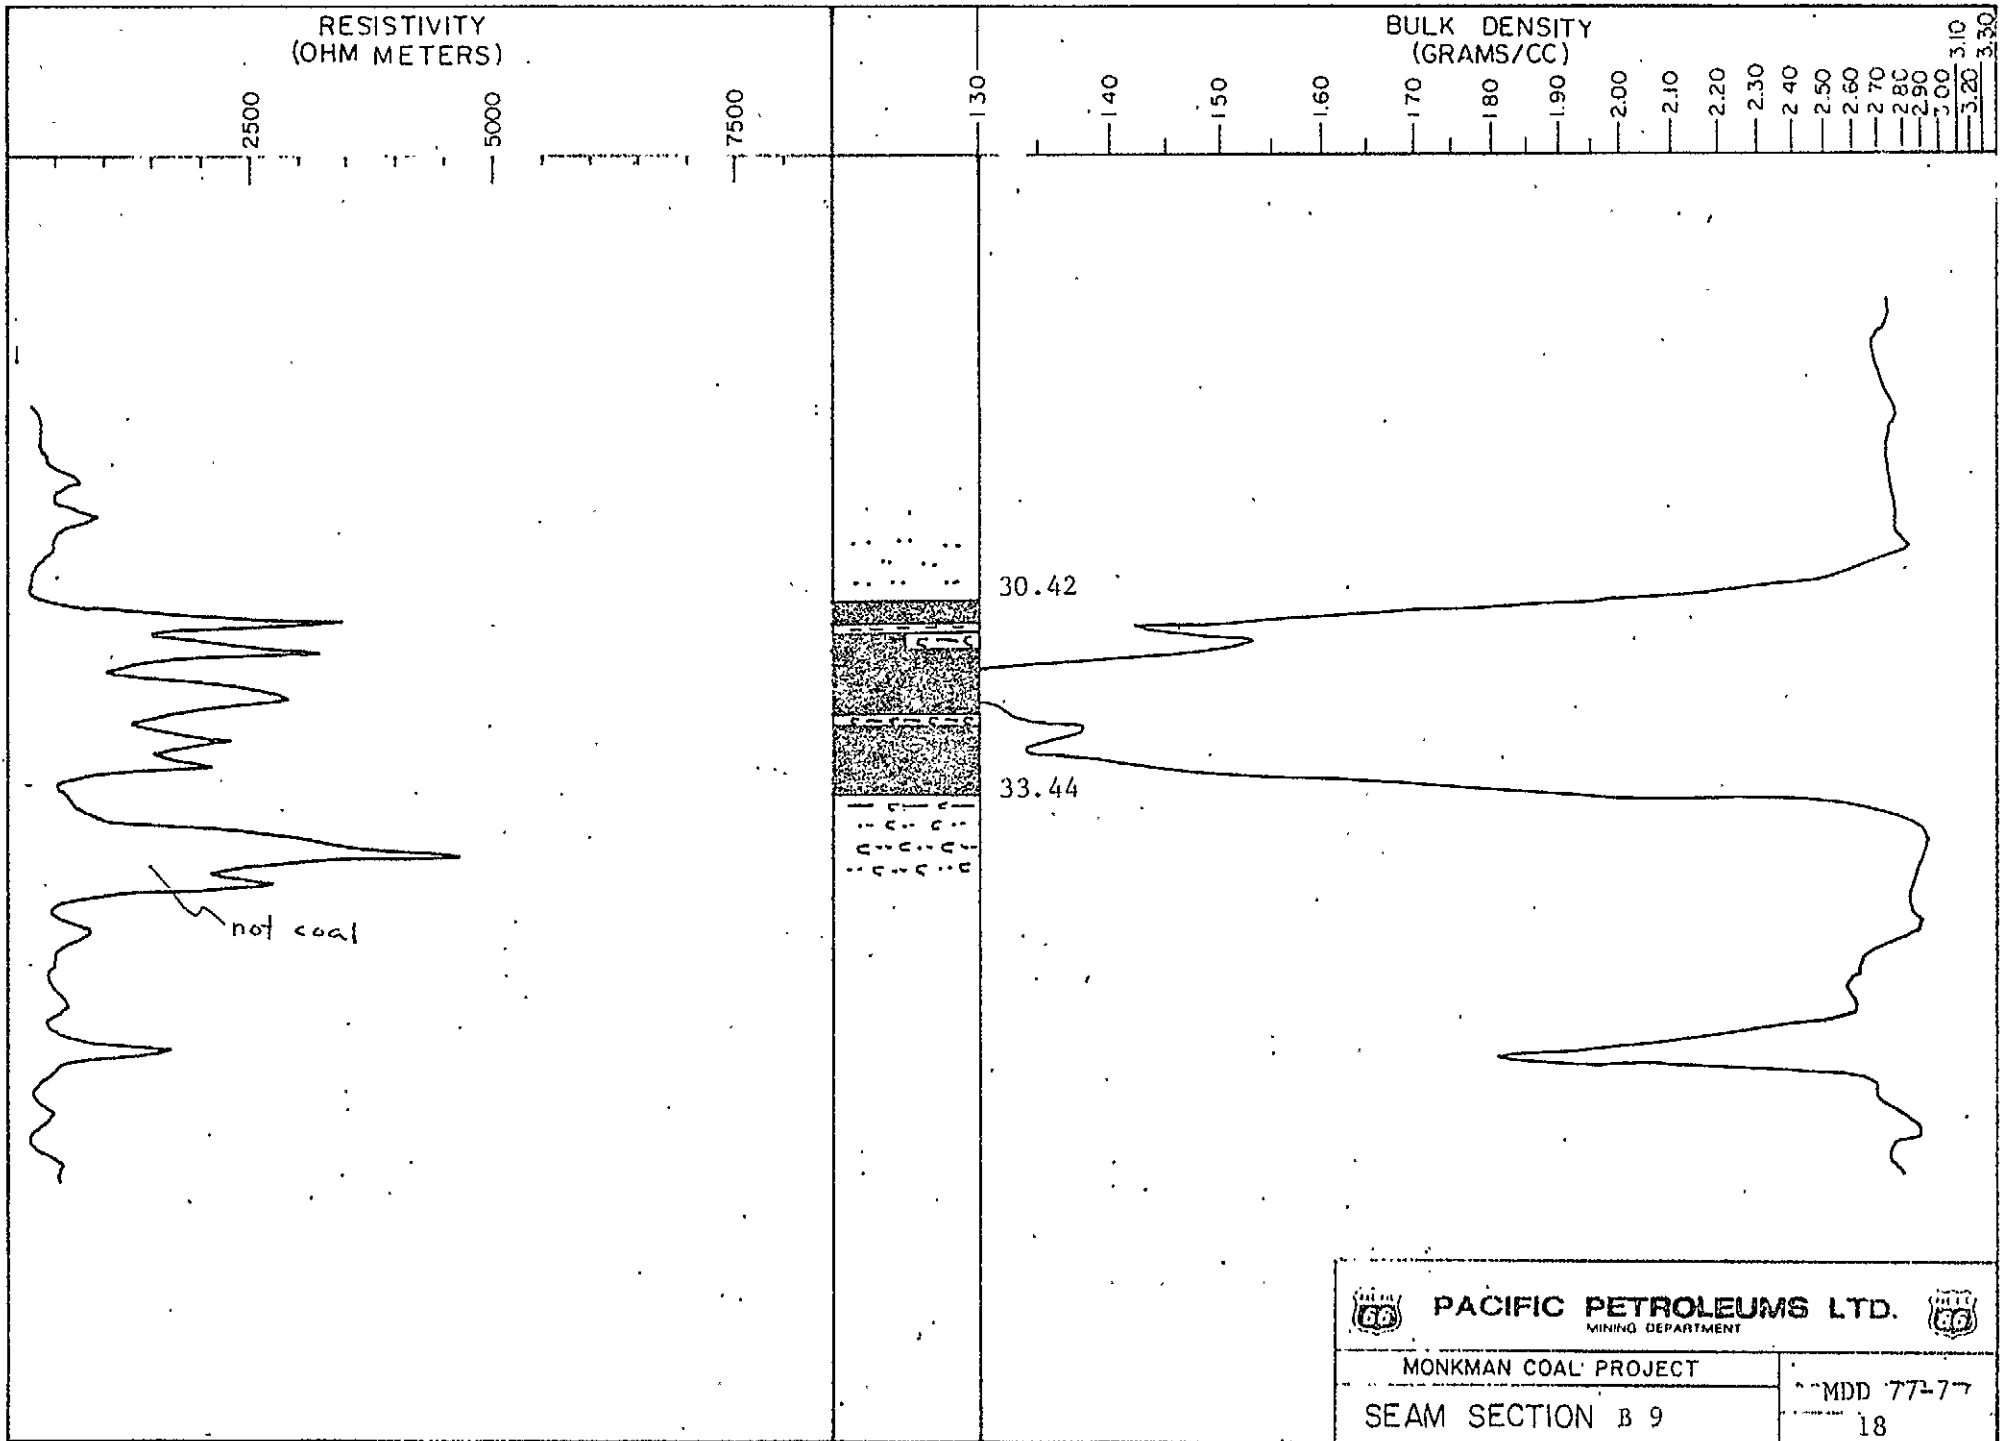 RESISTIVITY
(OHM METERS)
2500
5000
7500
BULK DENSITY
(GRAMS/CC)
1.30
1.40
1.50
1.60
1.70
1.80
1.90
2.00
2.10
2.20
2.30
2.40
2.50
2.60
2.70
2.80
2.90
3.00
3.10
3.20
3.30
30.42
33.44
not coal
PACIFIC PETROLEUMS LTD.
MINING DEPARTMENT
MONKMAN COAL PROJECT
SEAM SECTION B 9
MDD 77-7
18